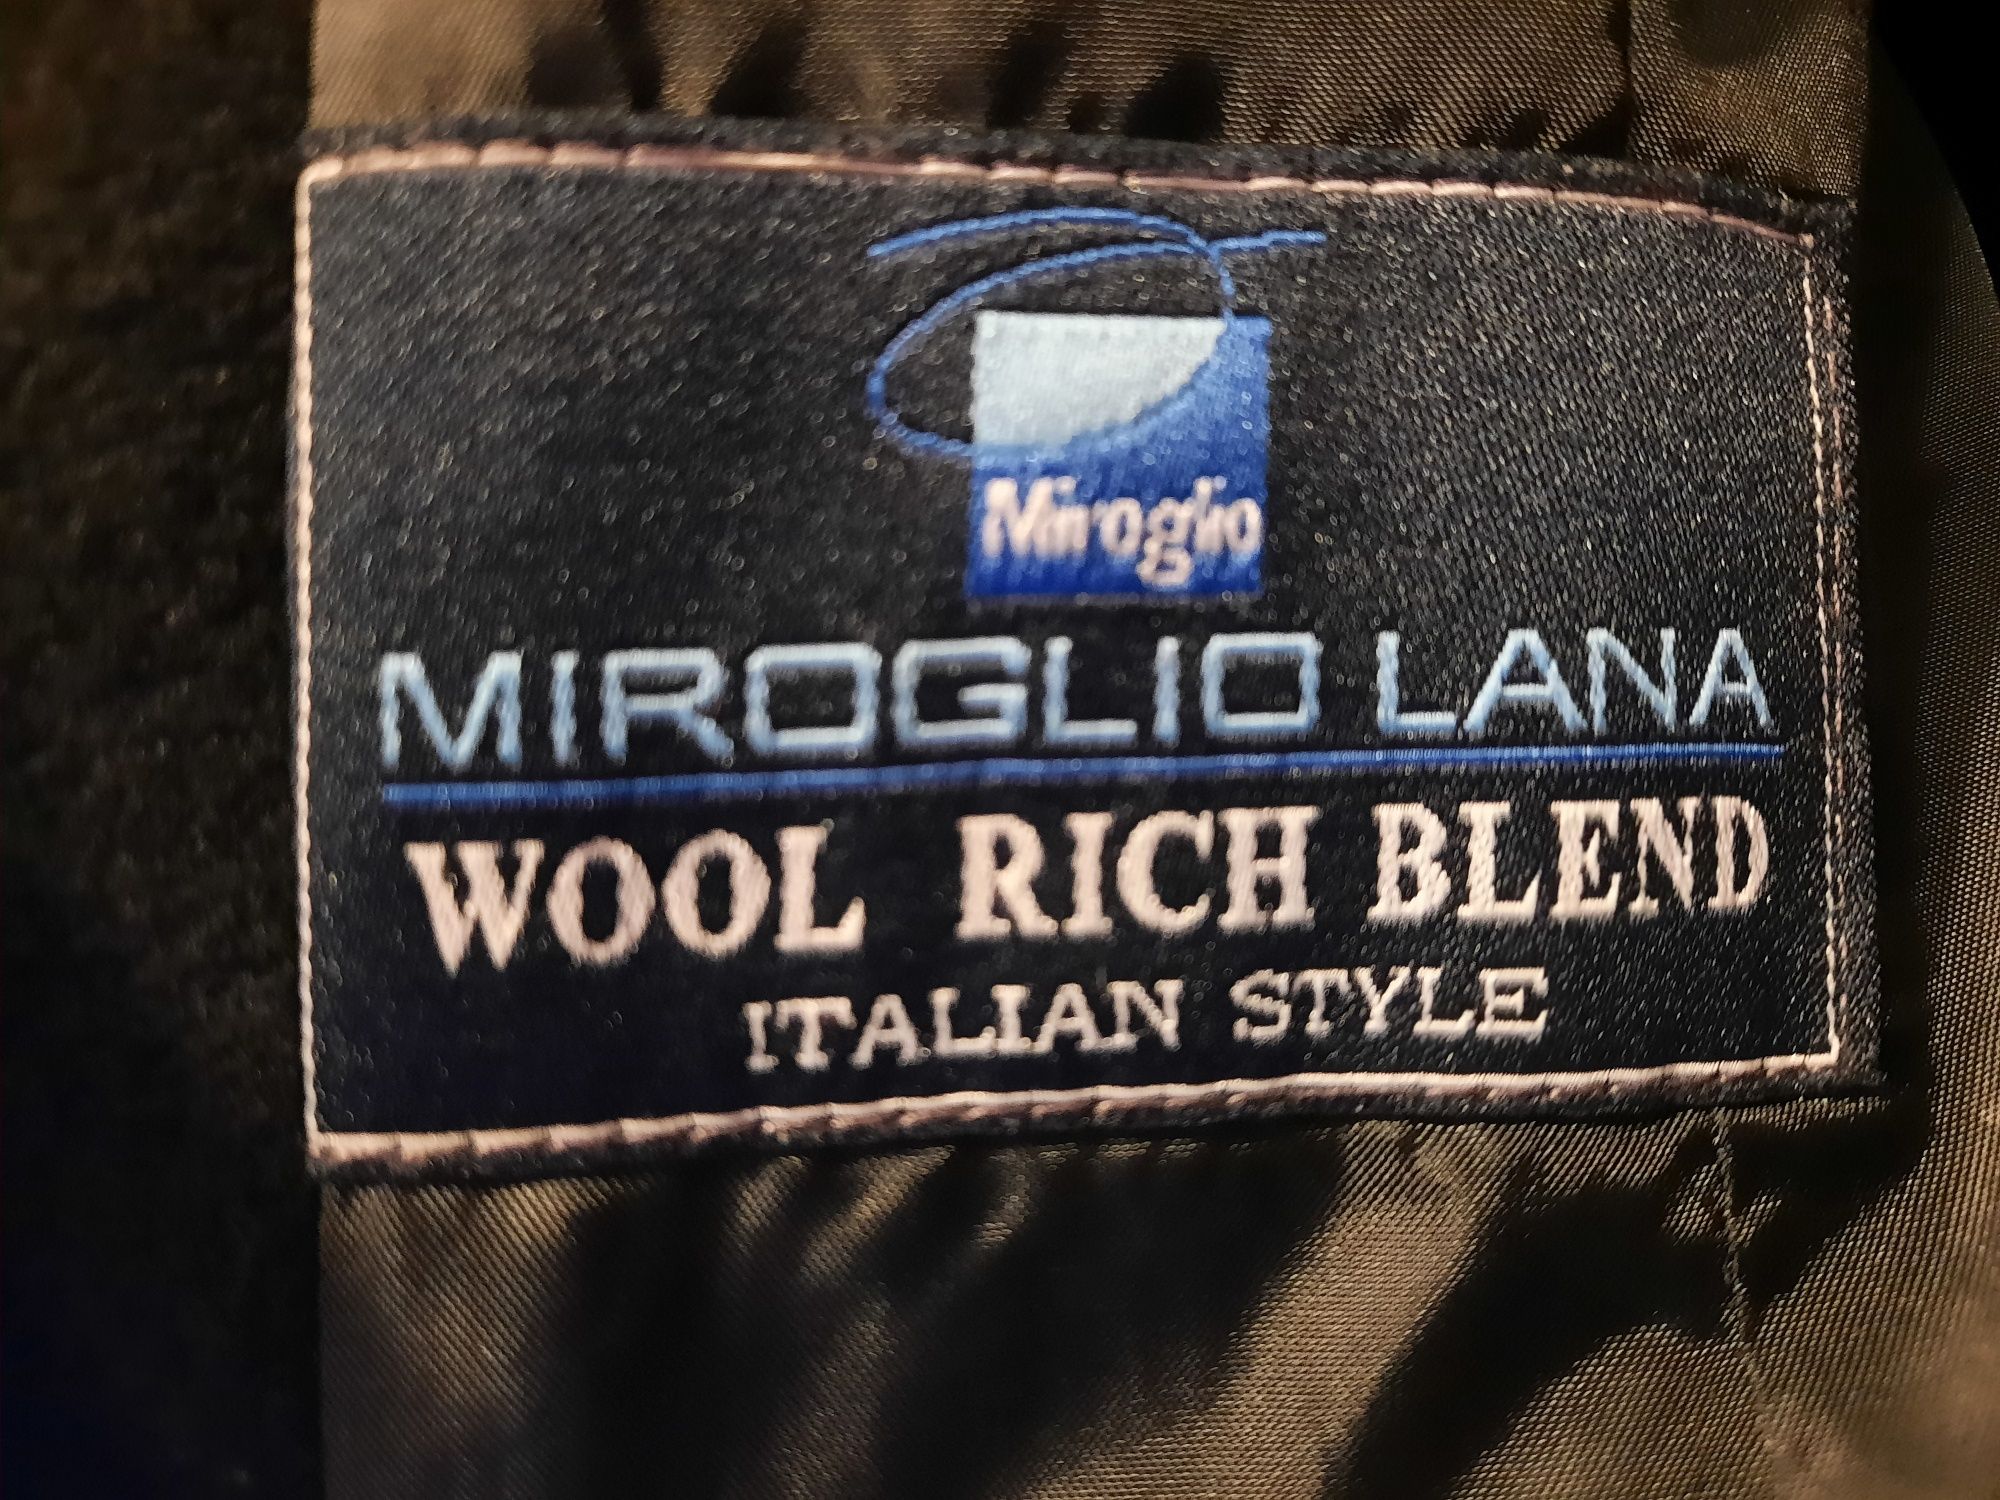 Miroglio
MIROGLIO LANA
WOOL RICH BLEND
ITALIAN STYLE